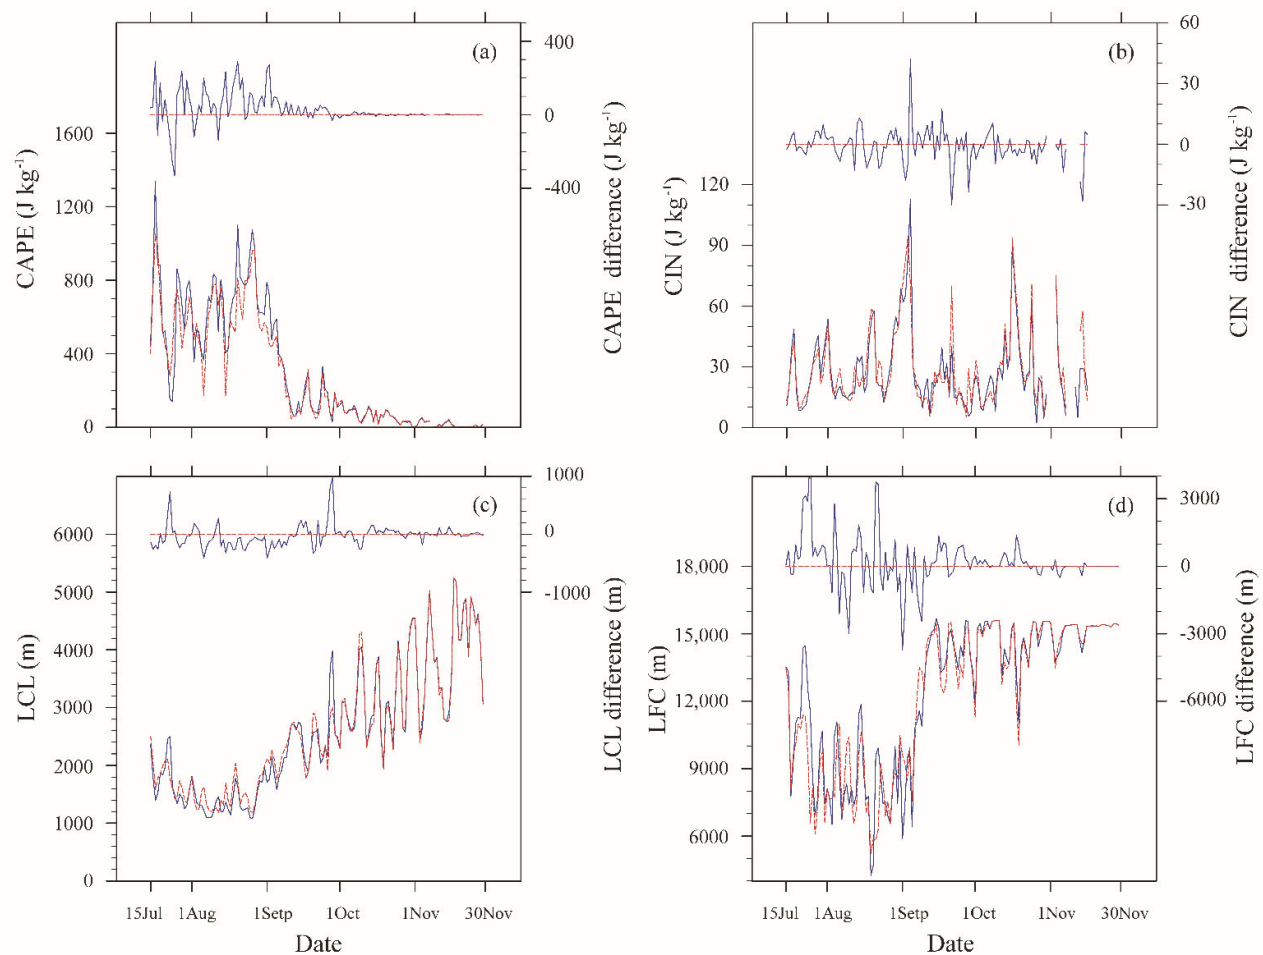 (a)
CAPE (J kg⁻¹)
1600
1200
800
400
0
400
0
-400
CAPE difference (J kg⁻¹)
(b)
CIN (J kg⁻¹)
120
90
60
30
0
60
30
0
-30
CIN difference (J kg⁻¹)
(c)
LCL (m)
6000
5000
4000
3000
2000
1000
0
1000
0
-1000
LCL difference (m)
15Jul 1Aug 1Setp 1Oct 1Nov 30Nov
Date
(d)
LFC (m)
18,000
15,000
12,000
9000
6000
3000
0
-3000
-6000
LFC difference (m)
15Jul 1Aug 1Setp 1Oct 1Nov 30Nov
Date